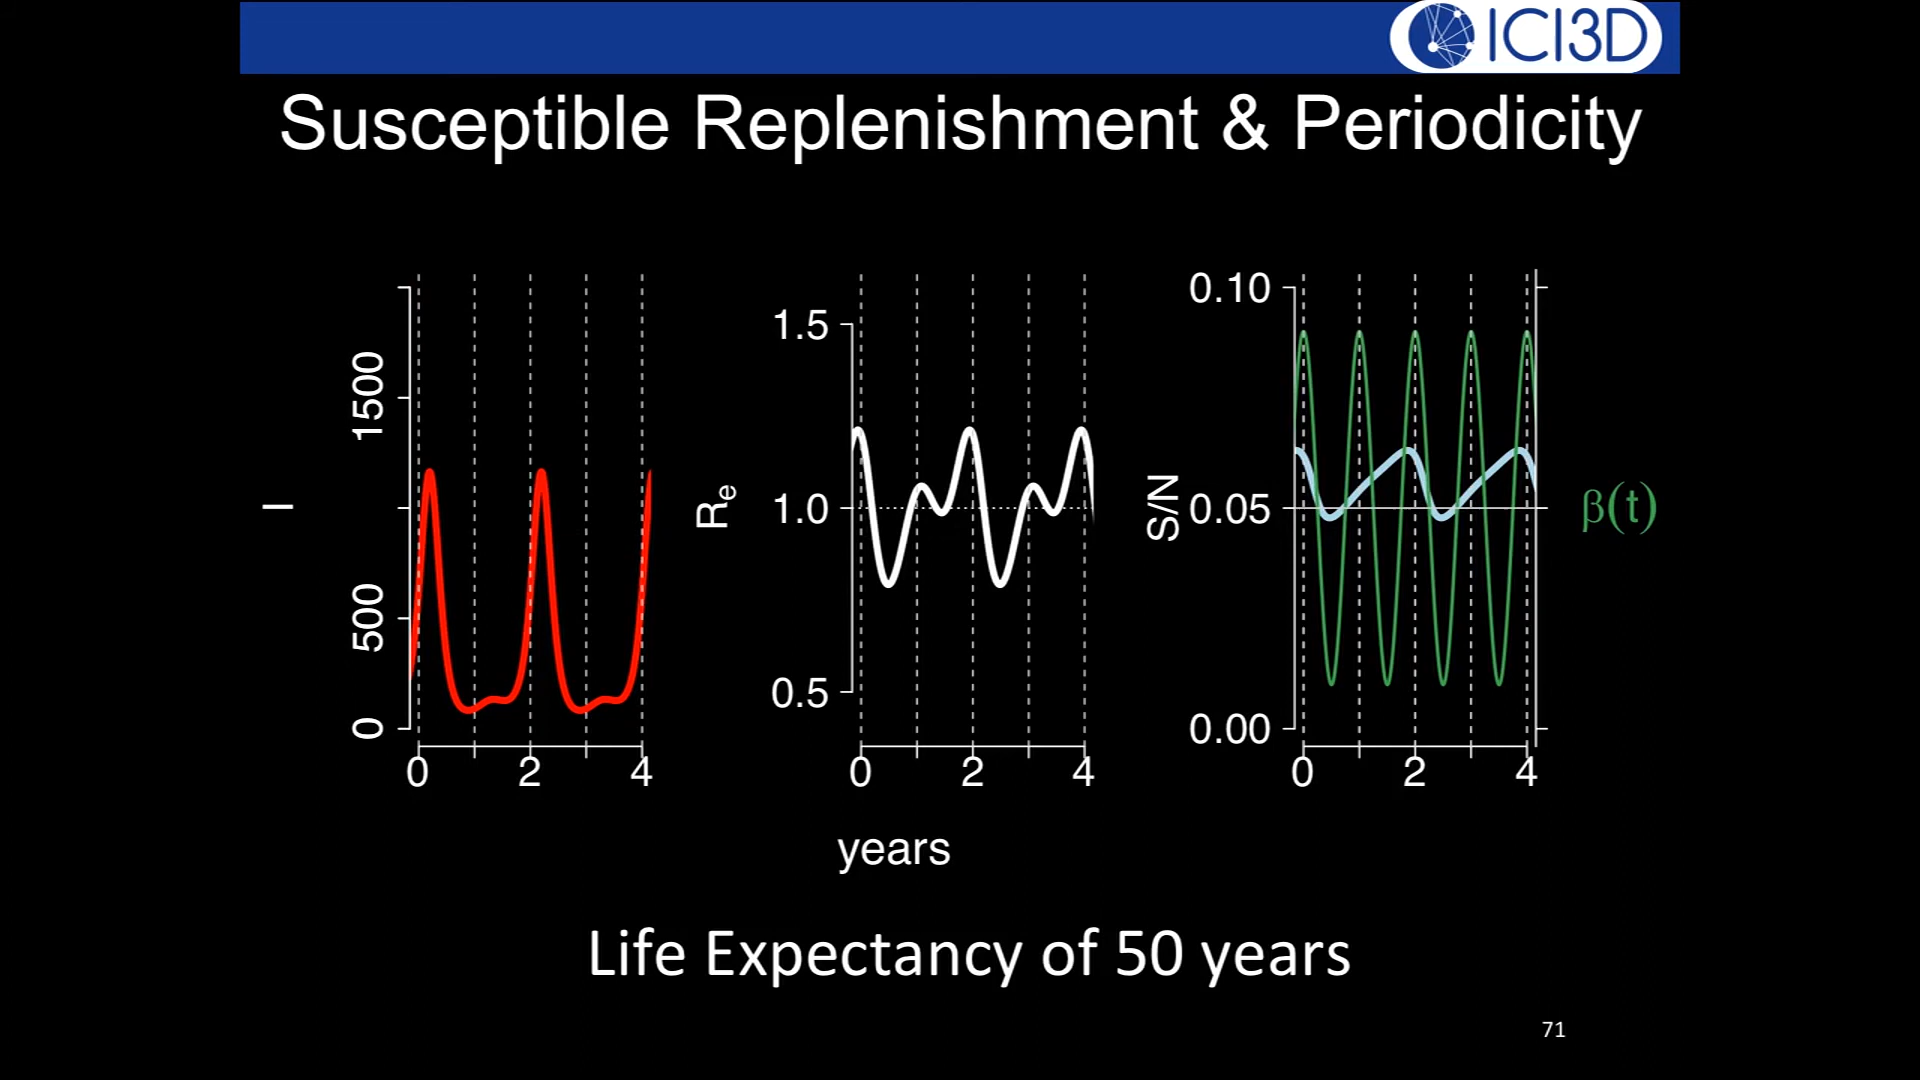 ICI3D
Susceptible Replenishment & Periodicity
I
1500
500
0
0 2 4
Re
1.5
1.0
0.5
0 2 4
S/N
0.10
0.05
0.00
0 2 4
β(t)
years
Life Expectancy of 50 years
71